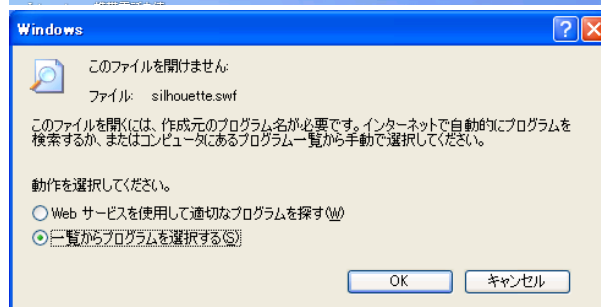 Windows
このファイルを開けません:
ファイル: silhouette.swf
このファイルを開くには、作成元のプログラム名が必要です。インターネットで自動的にプログラムを
検索するか、またはコンピュータにあるプログラム一覧から手動で選択してください。
動作を選択してください。
Web サービスを使用して適切なプログラムを探す(W)
一覧からプログラムを選択する(S)
OK キャンセル